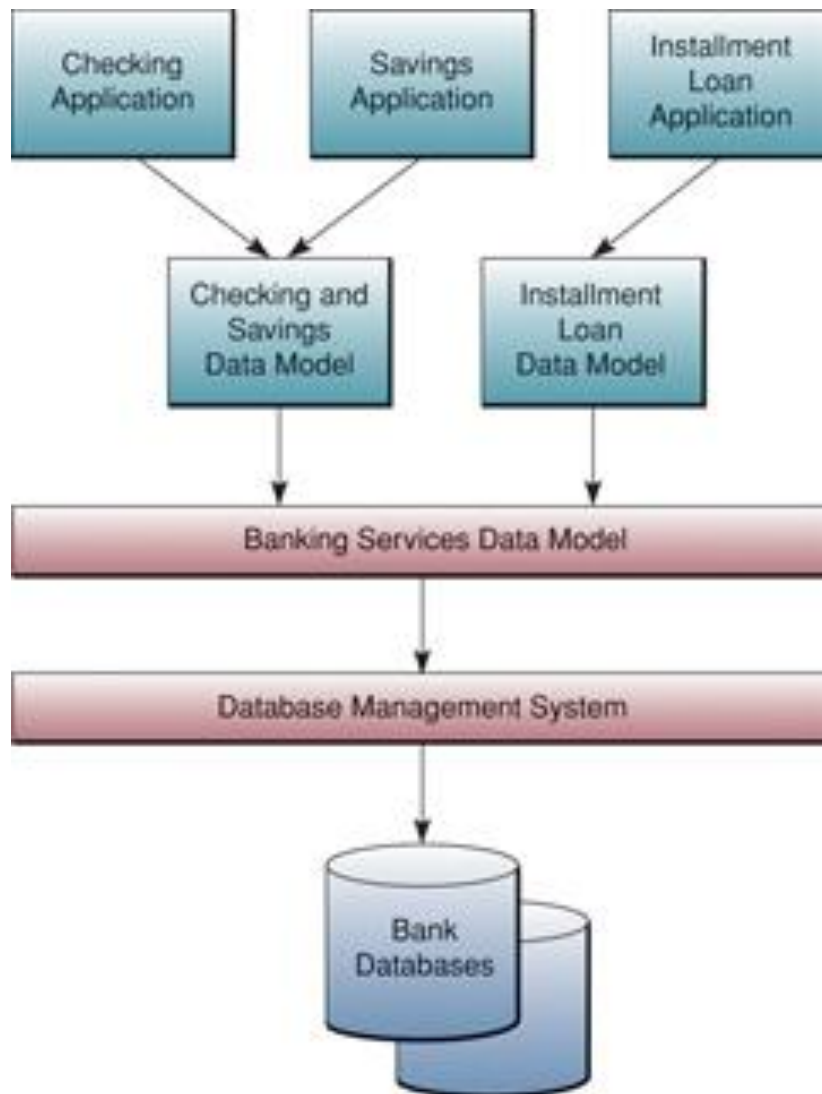 Checking
Application
Savings
Application
Installment
Loan
Application
Checking and
Savings
Data Model
Installment
Loan
Data Model
Banking Services Data Model
Database Management System
Bank
Databases